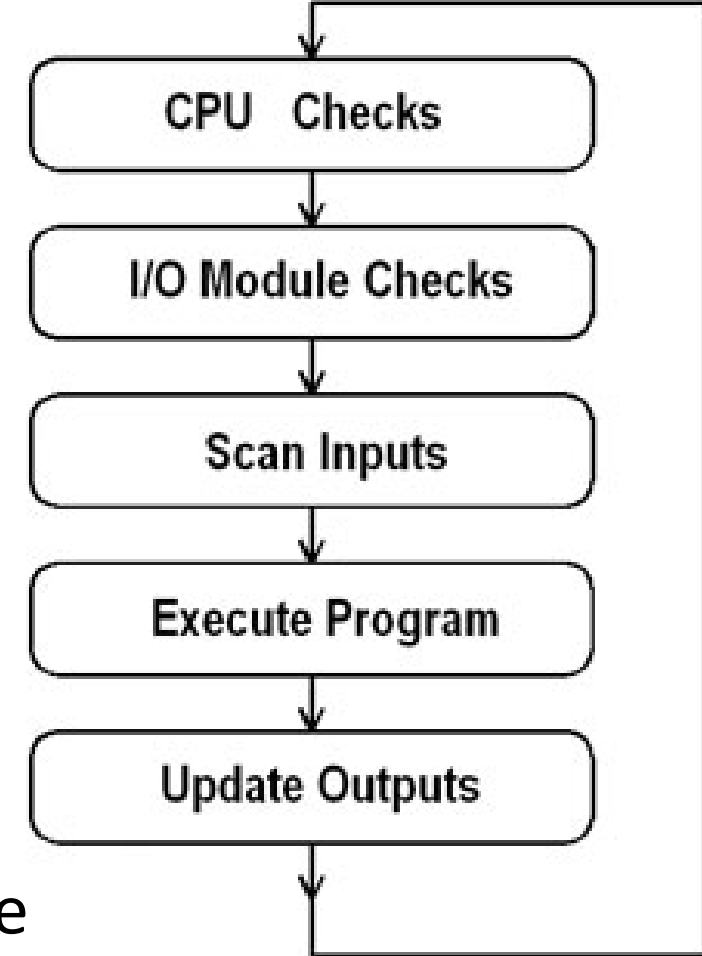 CPU Checks
I/O Module Checks
Scan Inputs
Execute Program
Update Outputs
e